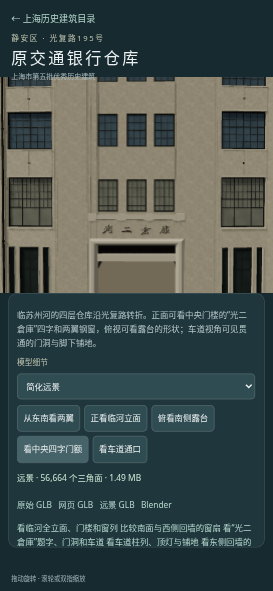 ← 上海历史建筑目录
静安区 · 光复路195号
原交通银行仓库
上海市第五批优秀历史建筑
光二倉庫
临苏州河的四层仓库沿光复路转折。正面可看中央门楼的“光二
倉庫”四字和两翼钢窗，俯视可看露台的形状；车道视角可见贯
通的门洞与脚下铺地。
模型细节
简化远景
从东南看两翼
正看临河立面
俯看南侧露台
看中央四字门额
看车道通口
远景 · 56,664 个三角面 · 1.49 MB
原始 GLB 网页 GLB 远景 GLB Blender
看临河全立面、门楼和窗列 比较南面与西侧回墙的窗扇 看“光二
倉庫”题字、门洞和车道 看车道柱列、顶灯与铺地 看东侧回墙的
拖动旋转 · 滚轮或双指缩放